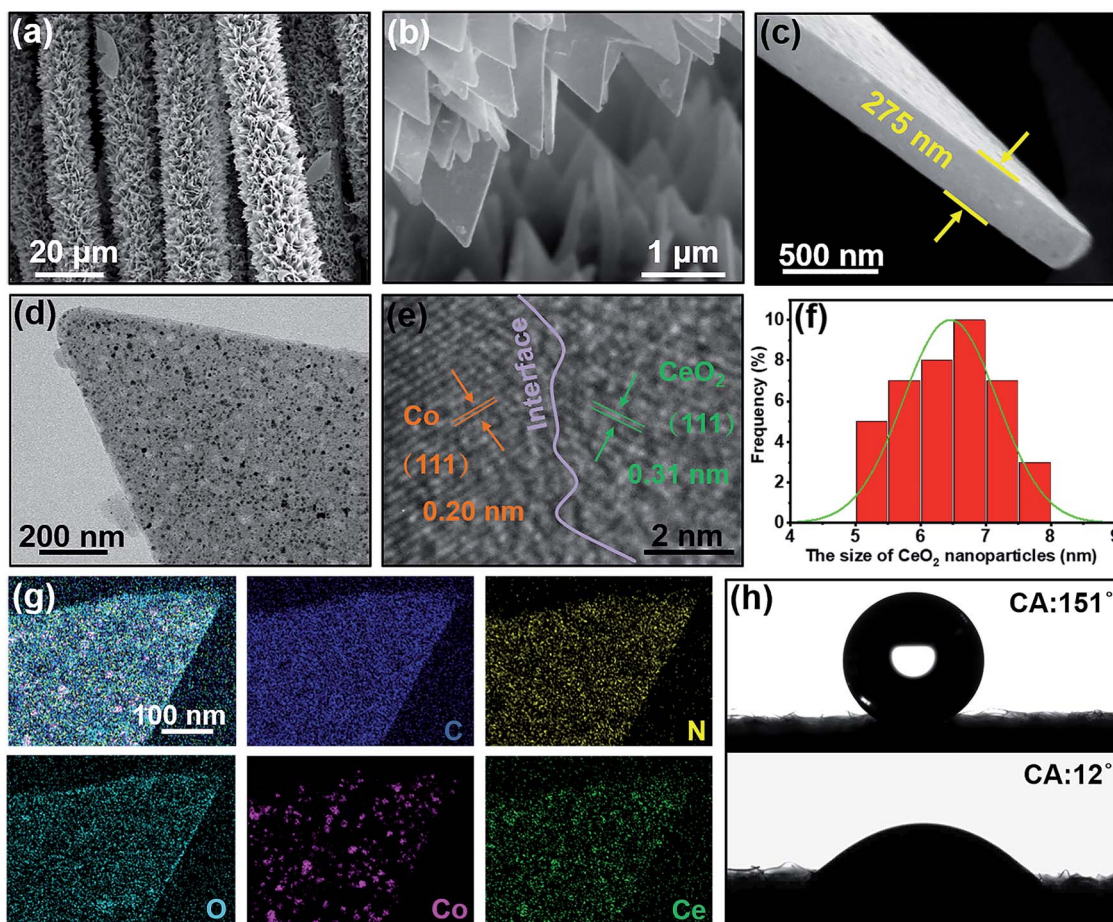 (a)
20 µm
(b)
1 µm
(c)
275 nm
500 nm
(d)
200 nm
(e)
Interface
Co
(111)
0.20 nm
CeO₂
(111)
0.31 nm
2 nm
(f)
Frequency (%)
10
8
6
4
2
0
4 5 6 7 8 9
The size of CeO₂ nanoparticles (nm)
(g)
100 nm
C
N
O
Co
Ce
(h)
CA:151°
CA:12°